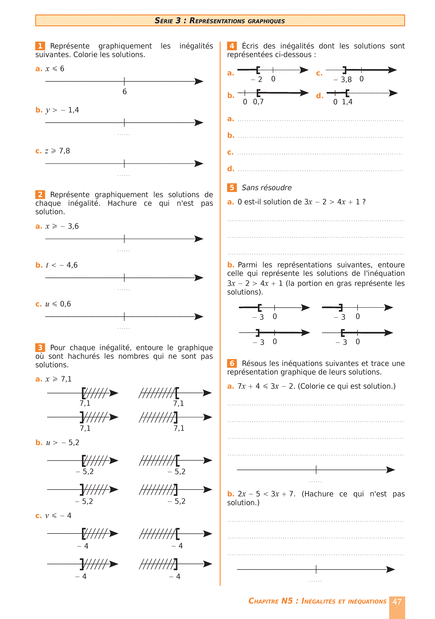 SÉRIE 3 : REPRÉSENTATIONS GRAPHIQUES
1 Représente graphiquement les inégalités
suivantes. Colorie les solutions.
a. x ⩽ 6
6
b. y > − 1,4
......
c. z ⩾ 7,8
......
2 Représente graphiquement les solutions de
chaque inégalité. Hachure ce qui n'est pas
solution.
a. x ⩾ − 3,6
......
b. t < − 4,6
......
c. u ⩽ 0,6
......
3 Pour chaque inégalité, entoure le graphique
où sont hachurés les nombres qui ne sont pas
solutions.
a. x ⩾ 7,1
7,1 7,1
7,1 7,1
b. u > − 5,2
− 5,2 − 5,2
− 5,2 − 5,2
c. v ⩽ − 4
− 4 − 4
− 4 − 4
4 Écris des inégalités dont les solutions sont
représentées ci-dessous :
a. − 2 0 c. − 3,8 0
b. 0 0,7 d. 0 1,4
a.
b.
c.
d.
5 Sans résoudre
a. 0 est-il solution de 3x − 2 > 4x + 1 ?
b. Parmi les représentations suivantes, entoure
celle qui représente les solutions de l'inéquation
3x − 2 > 4x + 1 (la portion en gras représente les
solutions).
− 3 0 − 3 0
− 3 0 − 3 0
6 Résous les inéquations suivantes et trace une
représentation graphique de leurs solutions.
a. 7x + 4 ⩽ 3x − 2. (Colorie ce qui est solution.)
......
b. 2x − 5 < 3x + 7. (Hachure ce qui n'est pas
solution.)
......
CHAPITRE N5 : INÉGALITÉS ET INÉQUATIONS 47